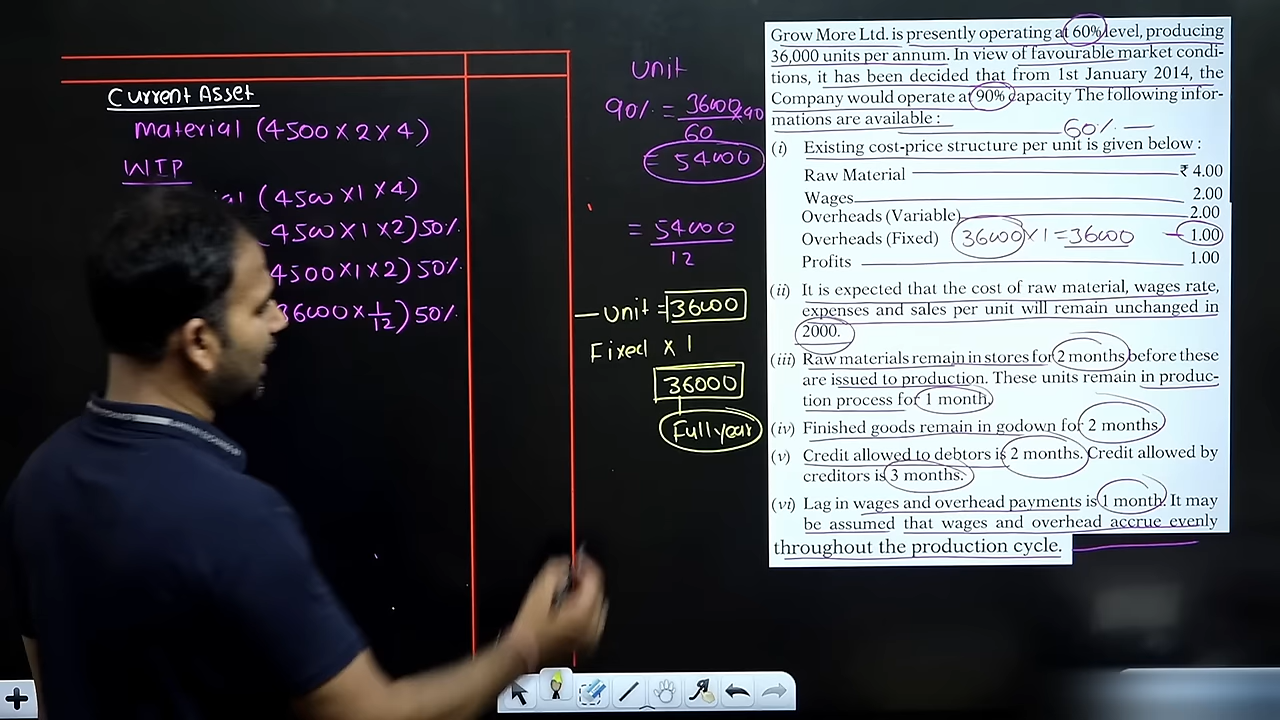 Current Asset
Material (4500 × 2 × 4)
WIP
ial (4500 × 1 × 4)
(4500 × 1 × 2) 50%
4500 × 1 × 2) 50%
36000 × 1/12) 50%
Unit
90% = 36000 × 90
60
= 54000
= 54000
12
— Unit = 36000
Fixed × 1
36000
Full year
Grow More Ltd. is presently operating at 60% level, producing
36,000 units per annum. In view of favourable market condi-
tions, it has been decided that from 1st January 2014, the
Company would operate at 90% capacity The following infor-
mations are available :
60% —
(i) Existing cost-price structure per unit is given below :
Raw Material ₹ 4.00
Wages 2.00
Overheads (Variable) 2.00
Overheads (Fixed) 36000 × 1 = 36000 1.00
Profits 1.00
(ii) It is expected that the cost of raw material, wages rate,
expenses and sales per unit will remain unchanged in
2000.
(iii) Raw materials remain in stores for 2 months before these
are issued to production. These units remain in produc-
tion process for 1 month.
(iv) Finished goods remain in godown for 2 months
(v) Credit allowed to debtors is 2 months. Credit allowed by
creditors is 3 months.
(vi) Lag in wages and overhead payments is 1 month. It may
be assumed that wages and overhead accrue evenly
throughout the production cycle.